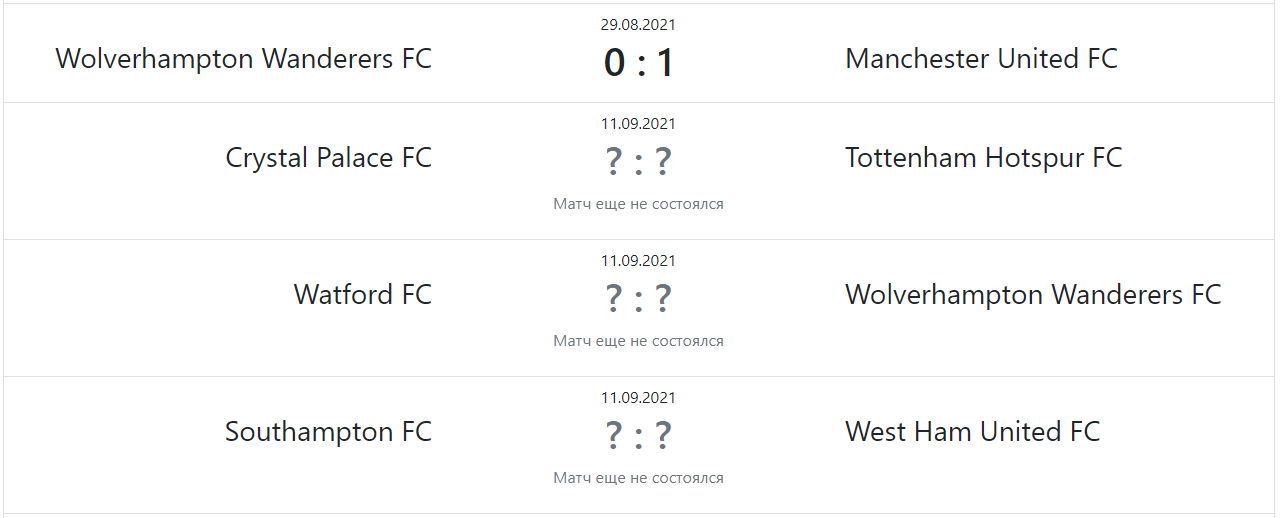 29.08.2021
Wolverhampton Wanderers FC 0 : 1 Manchester United FC
11.09.2021
Crystal Palace FC ? : ? Tottenham Hotspur FC
Матч еще не состоялся
11.09.2021
Watford FC ? : ? Wolverhampton Wanderers FC
Матч еще не состоялся
11.09.2021
Southampton FC ? : ? West Ham United FC
Матч еще не состоялся